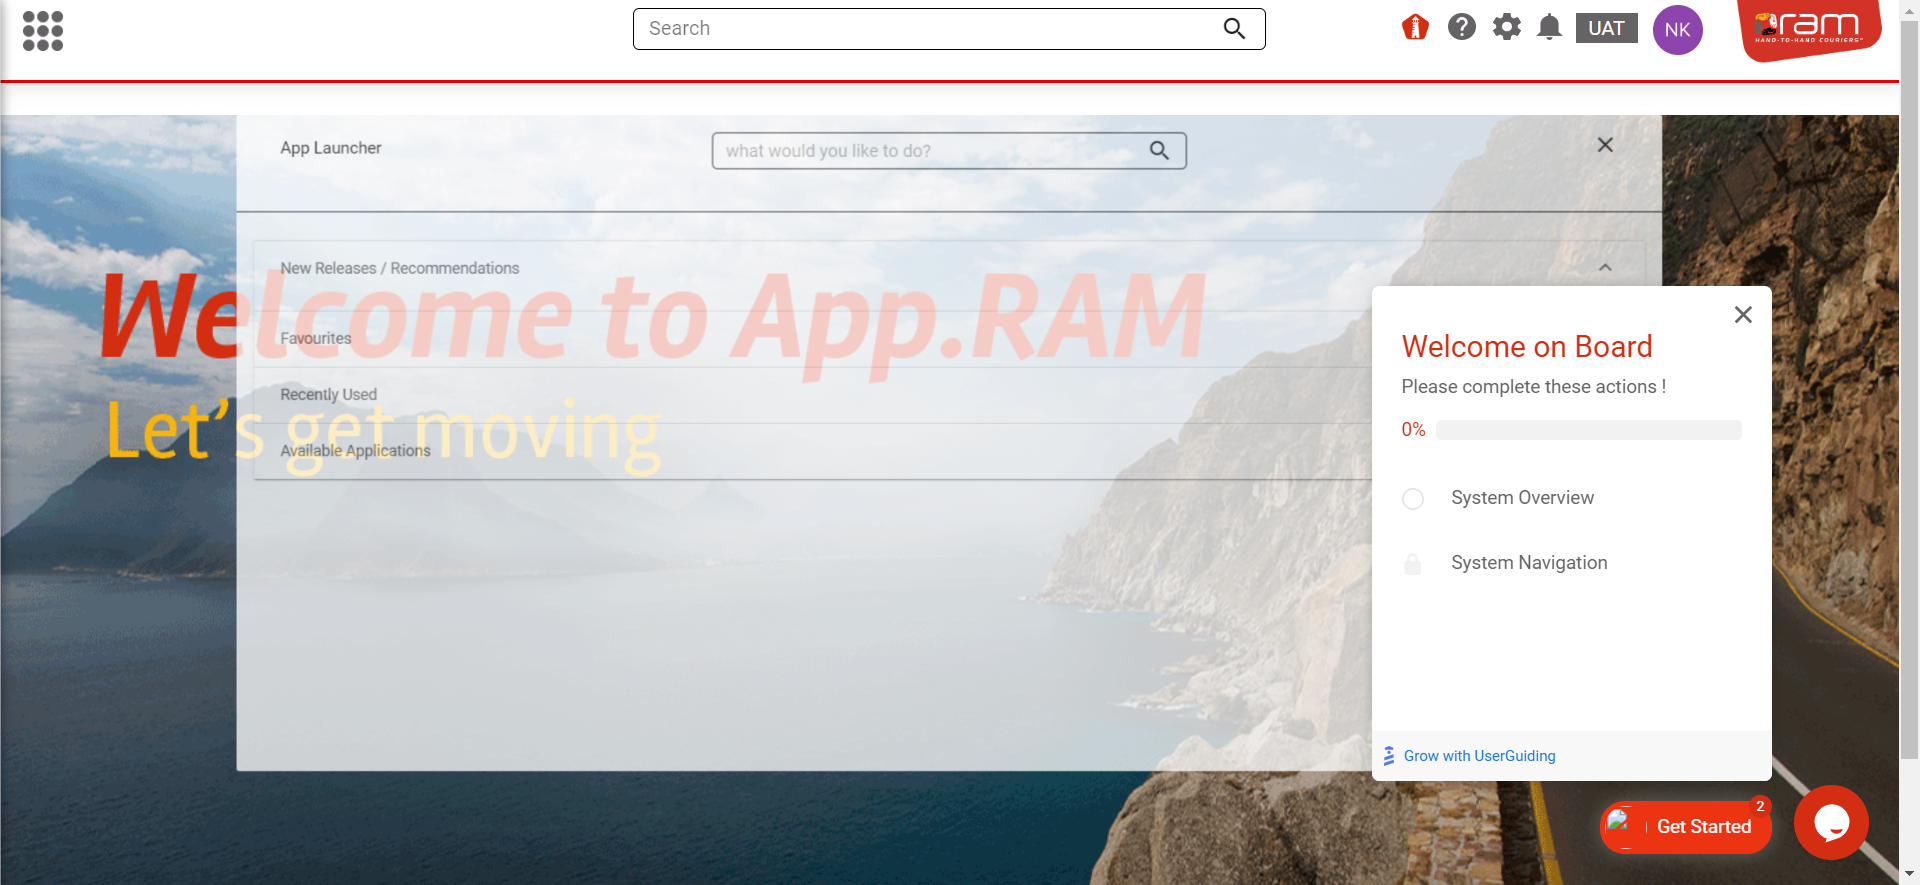 Search
UAT
NK
ram
HAND-TO-HAND COURIERS
App Launcher
what would you like to do?
New Releases / Recommendations
Welcome to App.RAM
Favourites
Recently Used
Let's get moving
Available Applications
Welcome on Board
Please complete these actions !
0%
System Overview
System Navigation
Grow with UserGuiding
2
Get Started